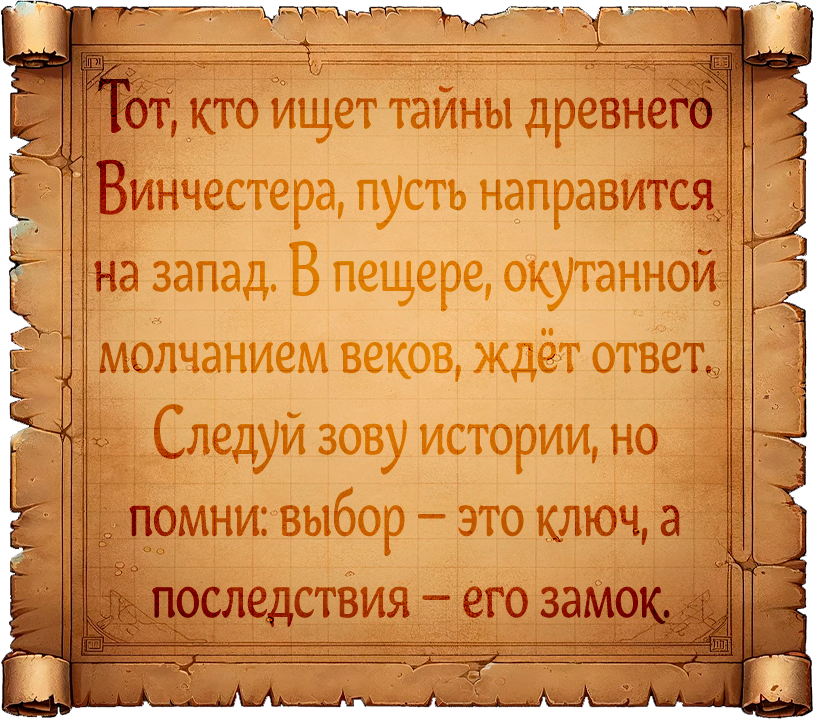 Тот, кто ищет тайны древнего
Винчестера, пусть направится
на запад. В пещере, окутанной
молчанием веков, ждёт ответ.
Следуй зову истории, но
помни: выбор – это ключ, а
последствия – его замок.